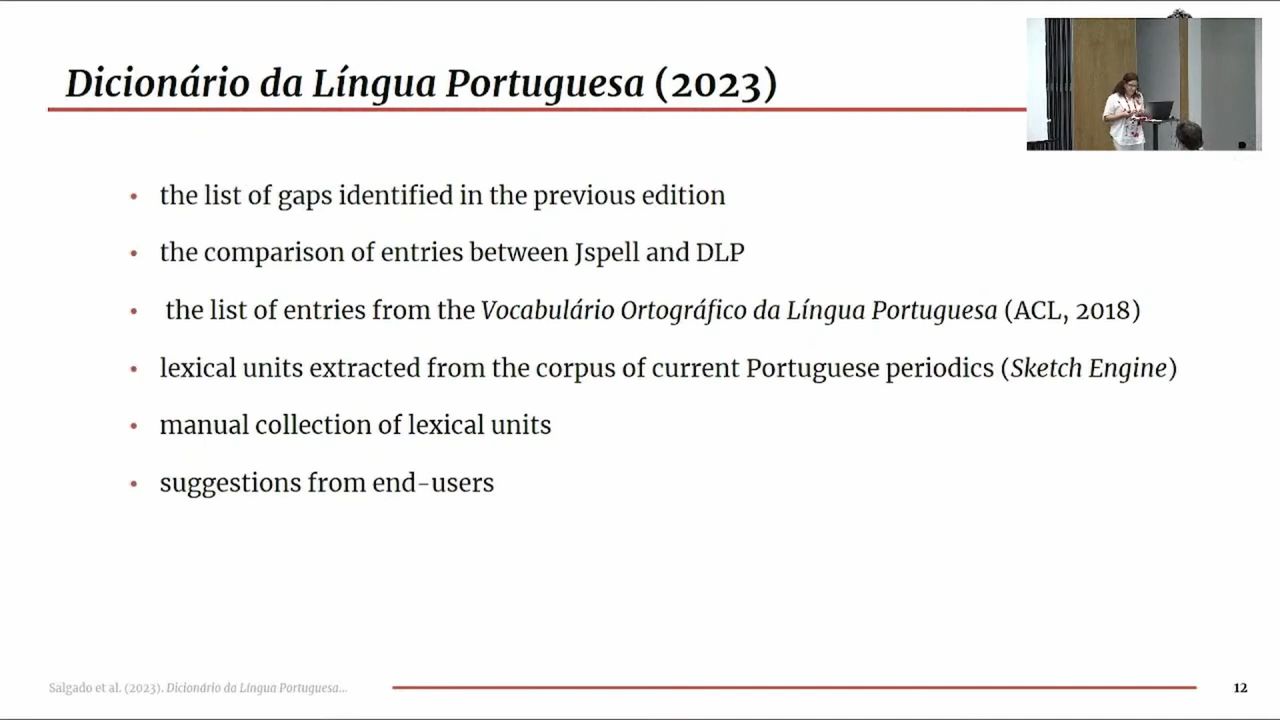 Dicionário da Língua Portuguesa (2023)
• the list of gaps identified in the previous edition
• the comparison of entries between Jspell and DLP
• the list of entries from the Vocabulário Ortográfico da Língua Portuguesa (ACL, 2018)
• lexical units extracted from the corpus of current Portuguese periodics (Sketch Engine)
• manual collection of lexical units
• suggestions from end-users
Salgado et al. (2023). Dicionário da Língua Portuguesa...
12